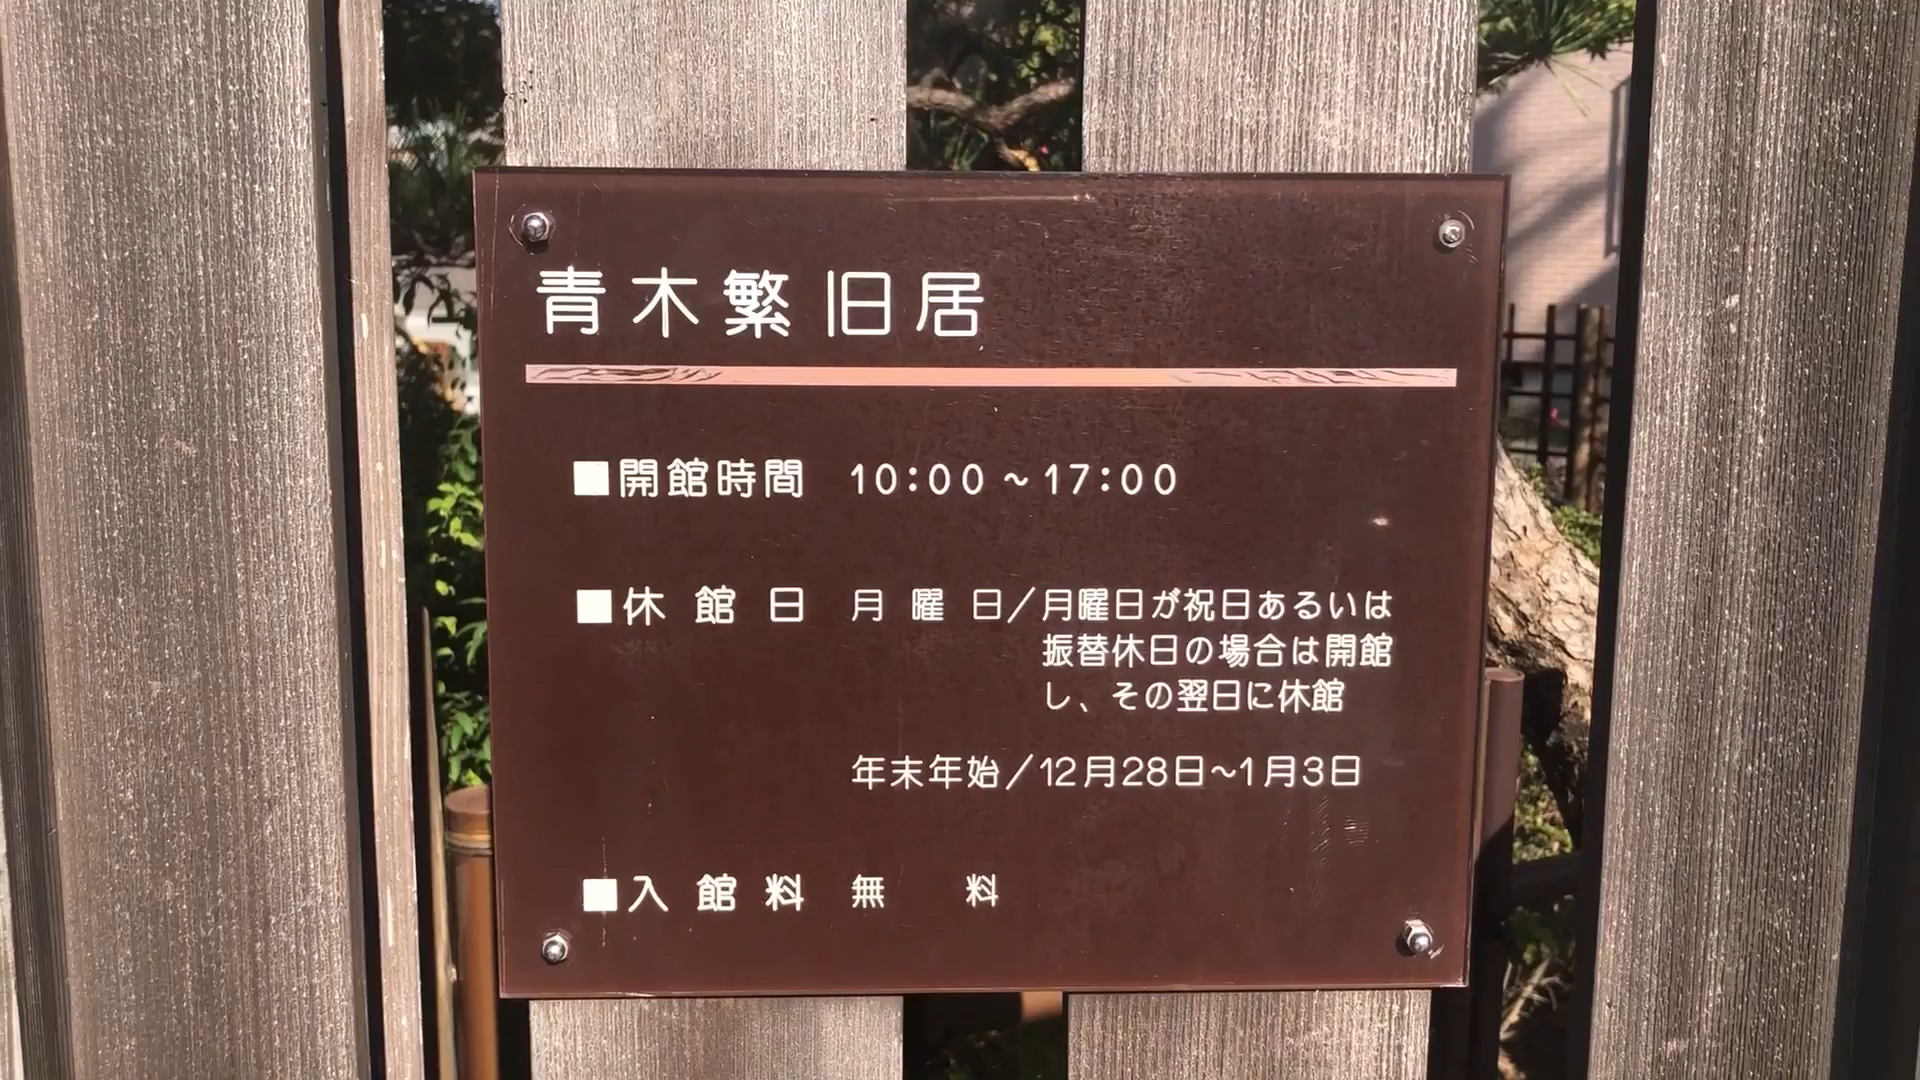 青木繁旧居
■開館時間 10:00～17:00
■休館日 月曜日／月曜日が祝日あるいは
振替休日の場合は開館
し、その翌日に休館
年末年始／12月28日～1月3日
■入館料 無料